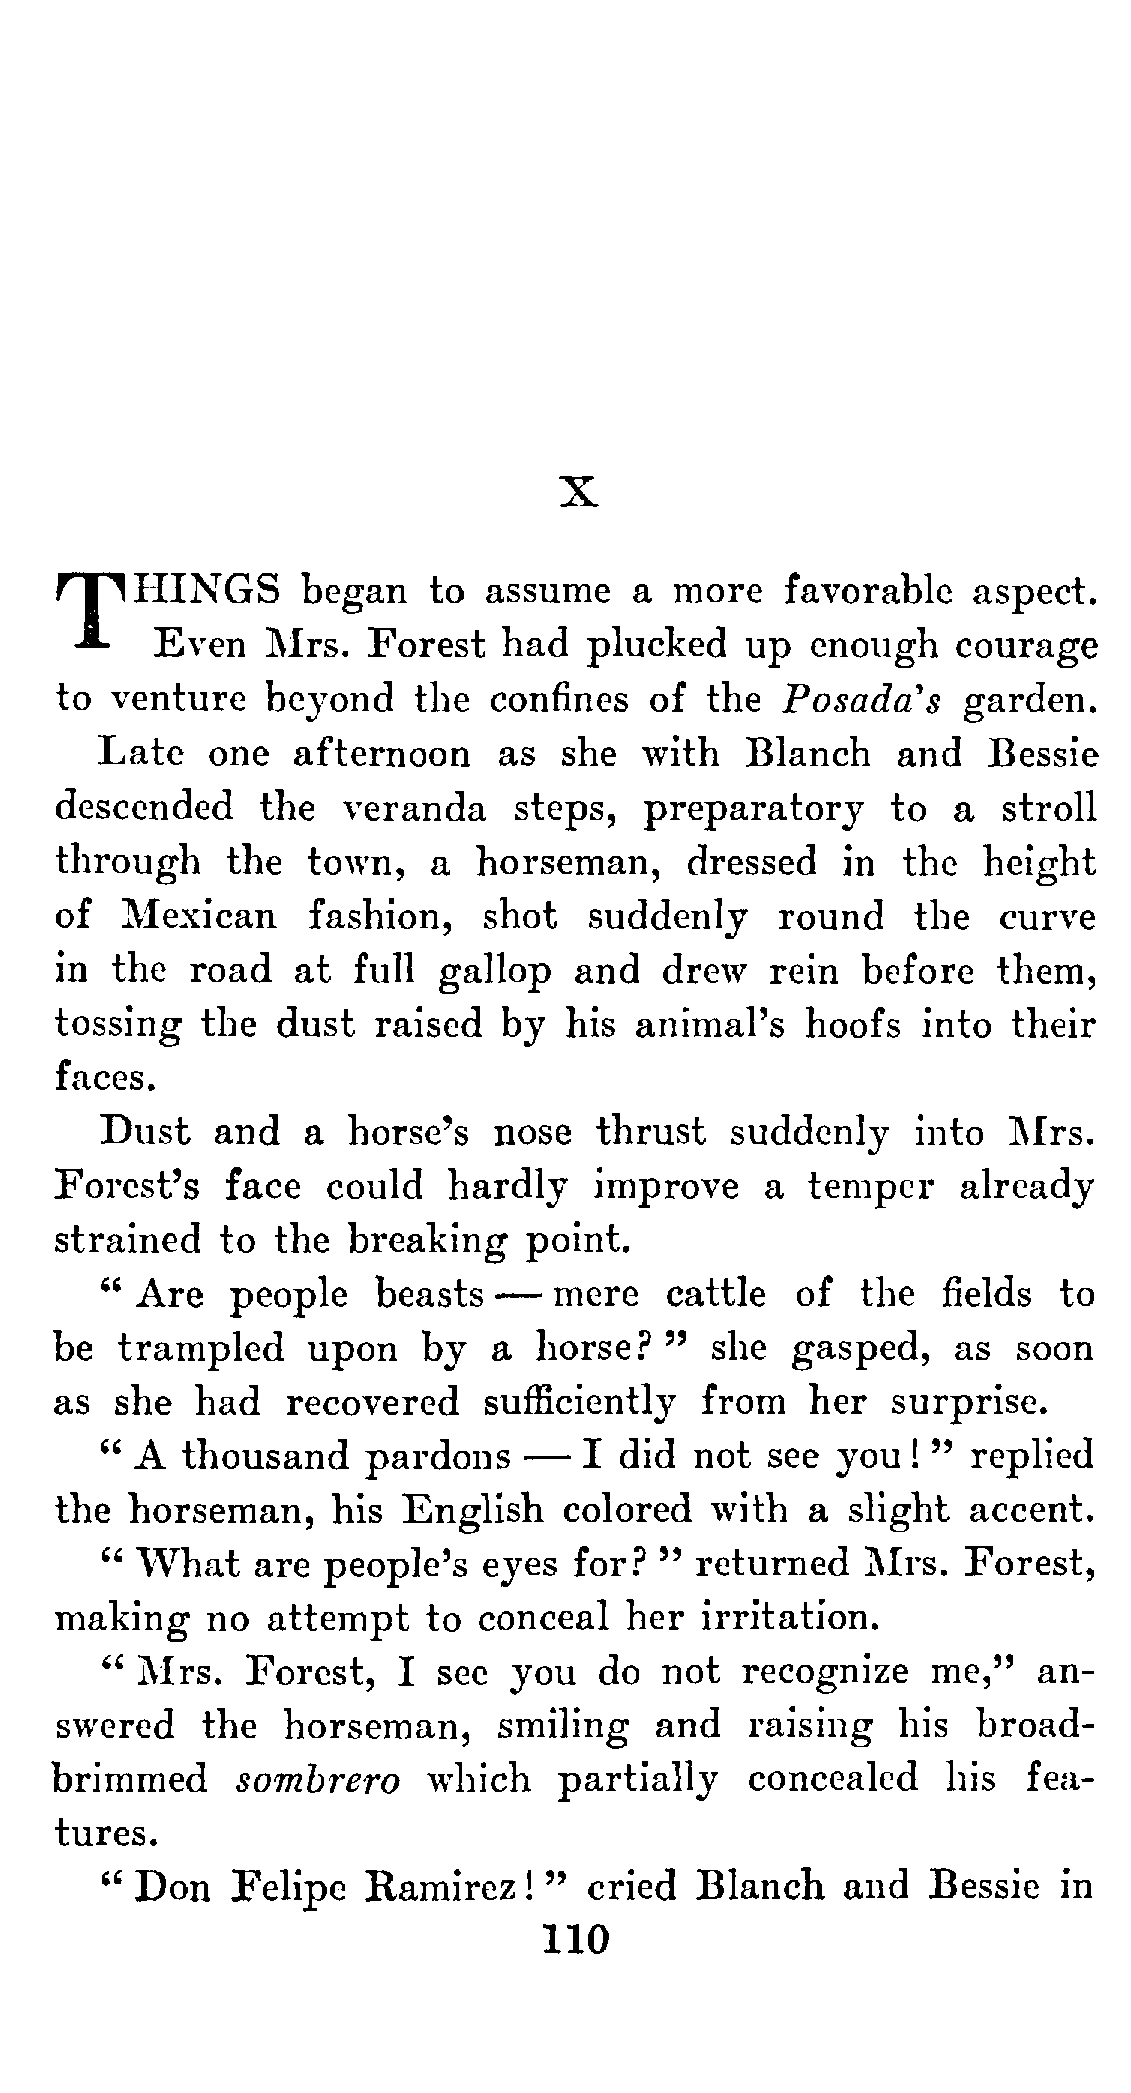 X
THINGS began to assume a more favorable aspect.
Even Mrs. Forest had plucked up enough courage
to venture beyond the confines of the Posada's garden.
Late one afternoon as she with Blanch and Bessie
descended the veranda steps, preparatory to a stroll
through the town, a horseman, dressed in the height
of Mexican fashion, shot suddenly round the curve
in the road at full gallop and drew rein before them,
tossing the dust raised by his animal's hoofs into their
faces.
Dust and a horse's nose thrust suddenly into Mrs.
Forest's face could hardly improve a temper already
strained to the breaking point.
“ Are people beasts — mere cattle of the fields to
be trampled upon by a horse? ” she gasped, as soon
as she had recovered sufficiently from her surprise.
“ A thousand pardons — I did not see you! ” replied
the horseman, his English colored with a slight accent.
“ What are people's eyes for? ” returned Mrs. Forest,
making no attempt to conceal her irritation.
“ Mrs. Forest, I see you do not recognize me,” an-
swered the horseman, smiling and raising his broad-
brimmed sombrero which partially concealed his fea-
tures.
“ Don Felipe Ramirez! ” cried Blanch and Bessie in
110